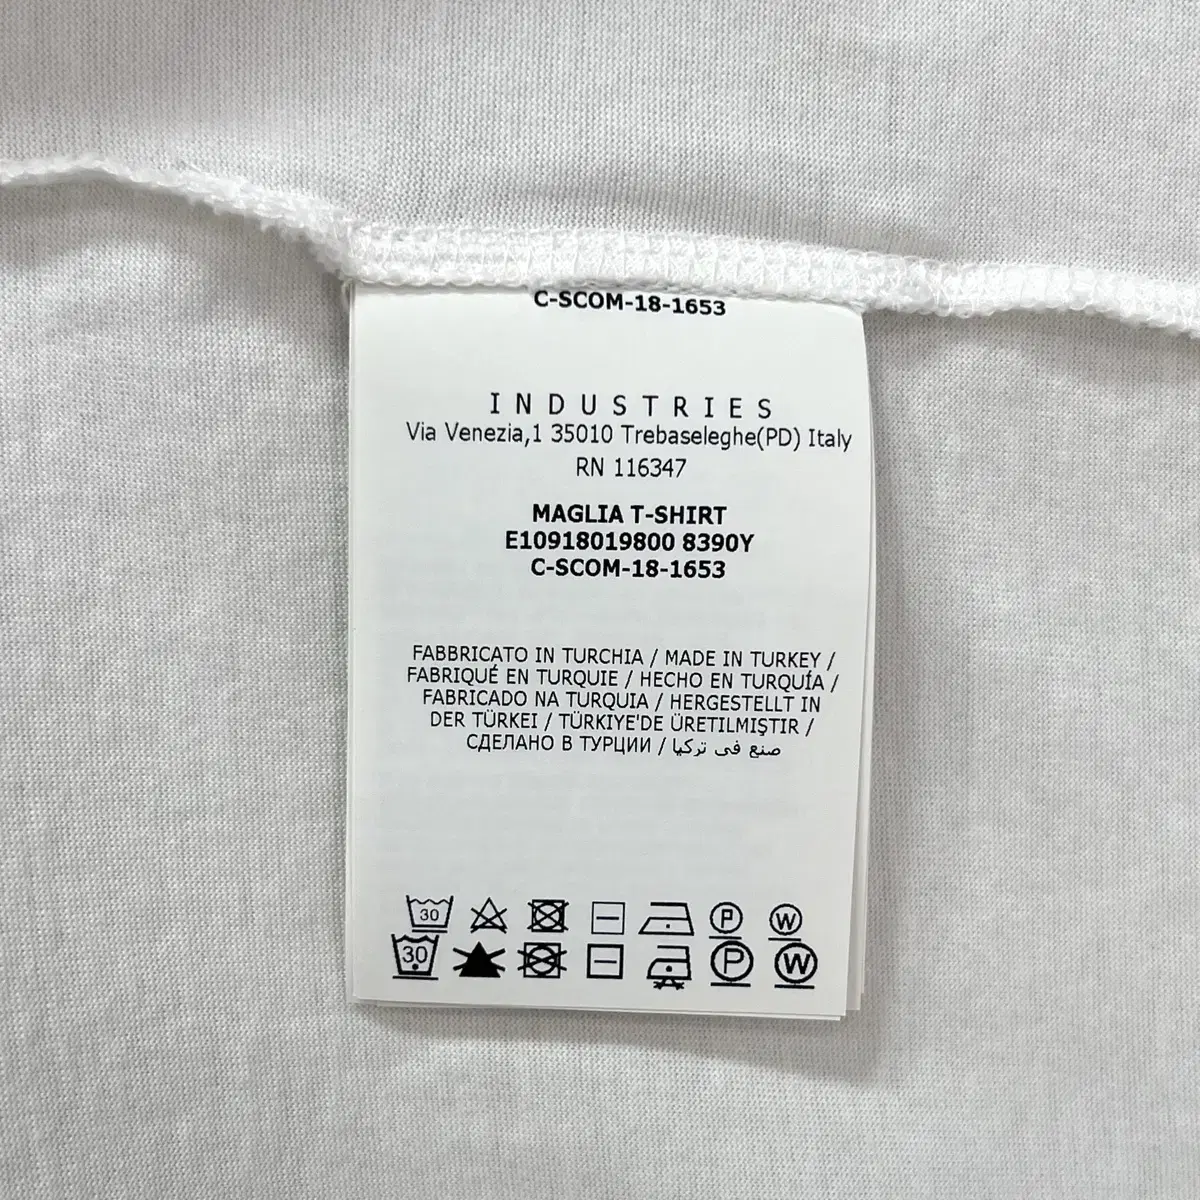 C-SCOM-18-1653
INDUSTRIES
Via Venezia,1 35010 Trebaseleghe(PD) Italy
RN 116347
MAGLIA T-SHIRT
E10918019800 8390Y
C-SCOM-18-1653
FABBRICATO IN TURCHIA / MADE IN TURKEY /
FABRIQUÉ EN TURQUIE / HECHO EN TURQUÍA /
FABRICADO NA TURQUIA / HERGESTELLT IN
DER TÜRKEI / TÜRKIYE'DE ÜRETILMIŞTIR /
СДЕЛАНО В ТУРЦИИ / صنع فى تركيا
30 P W
30 P W